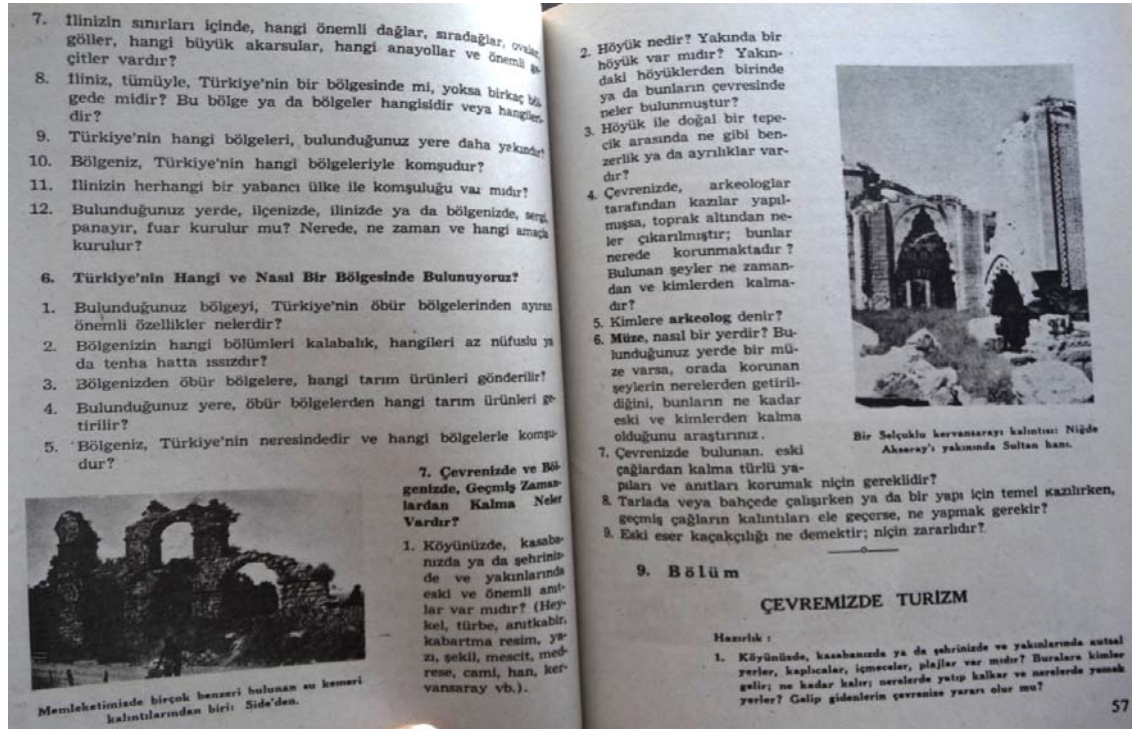 7. İlinizin sınırları içinde, hangi önemli dağlar, sıradağlar, ovalar,
göller, hangi büyük akarsular, hangi anayollar ve önemli ge-
çitler vardır?
8. İliniz, tümüyle, Türkiye'nin bir bölgesinde mi, yoksa birkaç böl-
gede midir? Bu bölge ya da bölgeler hangisidir veya hangileri-
dir?
9. Türkiye'nin hangi bölgeleri, bulunduğunuz yere daha yakındır?
10. Bölgeniz, Türkiye'nin hangi bölgeleriyle komşudur?
11. İlinizin herhangi bir yabancı ülke ile komşuluğu var mıdır?
12. Bulunduğunuz yerde, ilçenizde, ilinizde ya da bölgenizde, sergi,
panayır, fuar kurulur mu? Nerede, ne zaman ve hangi amaçla
kurulur?
6. Türkiye'nin Hangi ve Nasıl Bir Bölgesinde Bulunuyoruz?
1. Bulunduğunuz bölgeyi, Türkiye'nin öbür bölgelerinden ayıran
önemli özellikler nelerdir?
2. Bölgenizin hangi bölümleri kalabalık, hangileri az nüfuslu ya
da tenha hatta ıssızdır?
3. Bölgenizden öbür bölgelere, hangi tarım ürünleri gönderilir?
4. Bulunduğunuz yere, öbür bölgelerden hangi tarım ürünleri ge-
tirilir?
5. Bölgeniz, Türkiye'nin neresindedir ve hangi bölgelerle komşu-
dur?
7. Çevrenizde ve Böl-
genizde, Geçmiş Zaman-
lardan Kalma Neler
Vardır?
1. Köyünüzde, kasaba-
nızda ya da şehriniz-
de ve yakınlarında
eski ve önemli anıt-
lar var mıdır? (Hey-
kel, türbe, anıtkabir,
kabartma resim, ya-
zı, şekil, mescit, med-
rese, cami, han, ker-
vansaray vb.).
Memleketimizde birçok benzeri bulunan su kemeri
kalıntılarından biri: Side'den.
2. Höyük nedir? Yakında bir
höyük var mıdır? Yakın-
daki höyüklerden birinde
ya da bunların çevresinde
neler bulunmuştur?
3. Höyük ile doğal bir tepe-
cik arasında ne gibi ben-
zerlik ya da ayrılıklar var-
dır?
4. Çevrenizde, arkeologlar
tarafından kazılar yapıl-
mışsa, toprak altından ne-
ler çıkarılmıştır; bunlar
nerede korunmaktadır ?
Bulunan şeyler ne zaman-
dan ve kimlerden kalma-
dır?
5. Kimlere arkeolog denir?
6. Müze, nasıl bir yerdir? Bu-
lunduğunuz yerde bir mü-
ze varsa, orada korunan
şeylerin nerelerden getiril-
diğini, bunların ne kadar
eski ve kimlerden kalma
olduğunu araştırınız.
7. Çevrenizde bulunan. eski
çağlardan kalma türlü ya-
pıları ve anıtları korumak niçin gereklidir?
8. Tarlada veya bahçede çalışırken ya da bir yapı için temel kazılırken,
geçmiş çağların kalıntıları ele geçerse, ne yapmak gerekir?
9. Eski eser kaçakçılığı ne demektir; niçin zararlıdır?
Bir Selçuklu kervansarayı kalıntısı: Niğde
Aksaray'ı yakınında Sultan hanı.
9. Bölüm
ÇEVREMİZDE TURİZM
Hazırlık :
1. Köyünüzde, kasabanızda ya da şehrinizde ve yakınlarında kutsal
yerler, kaplıcalar, içmeceler, plajlar var mıdır? Buralara kimler
gelir; ne kadar kalır; nerelerde yatıp kalkar ve nerelerde yemek
yerler? Gelip gidenlerin çevrenize yararı olur mu?
57